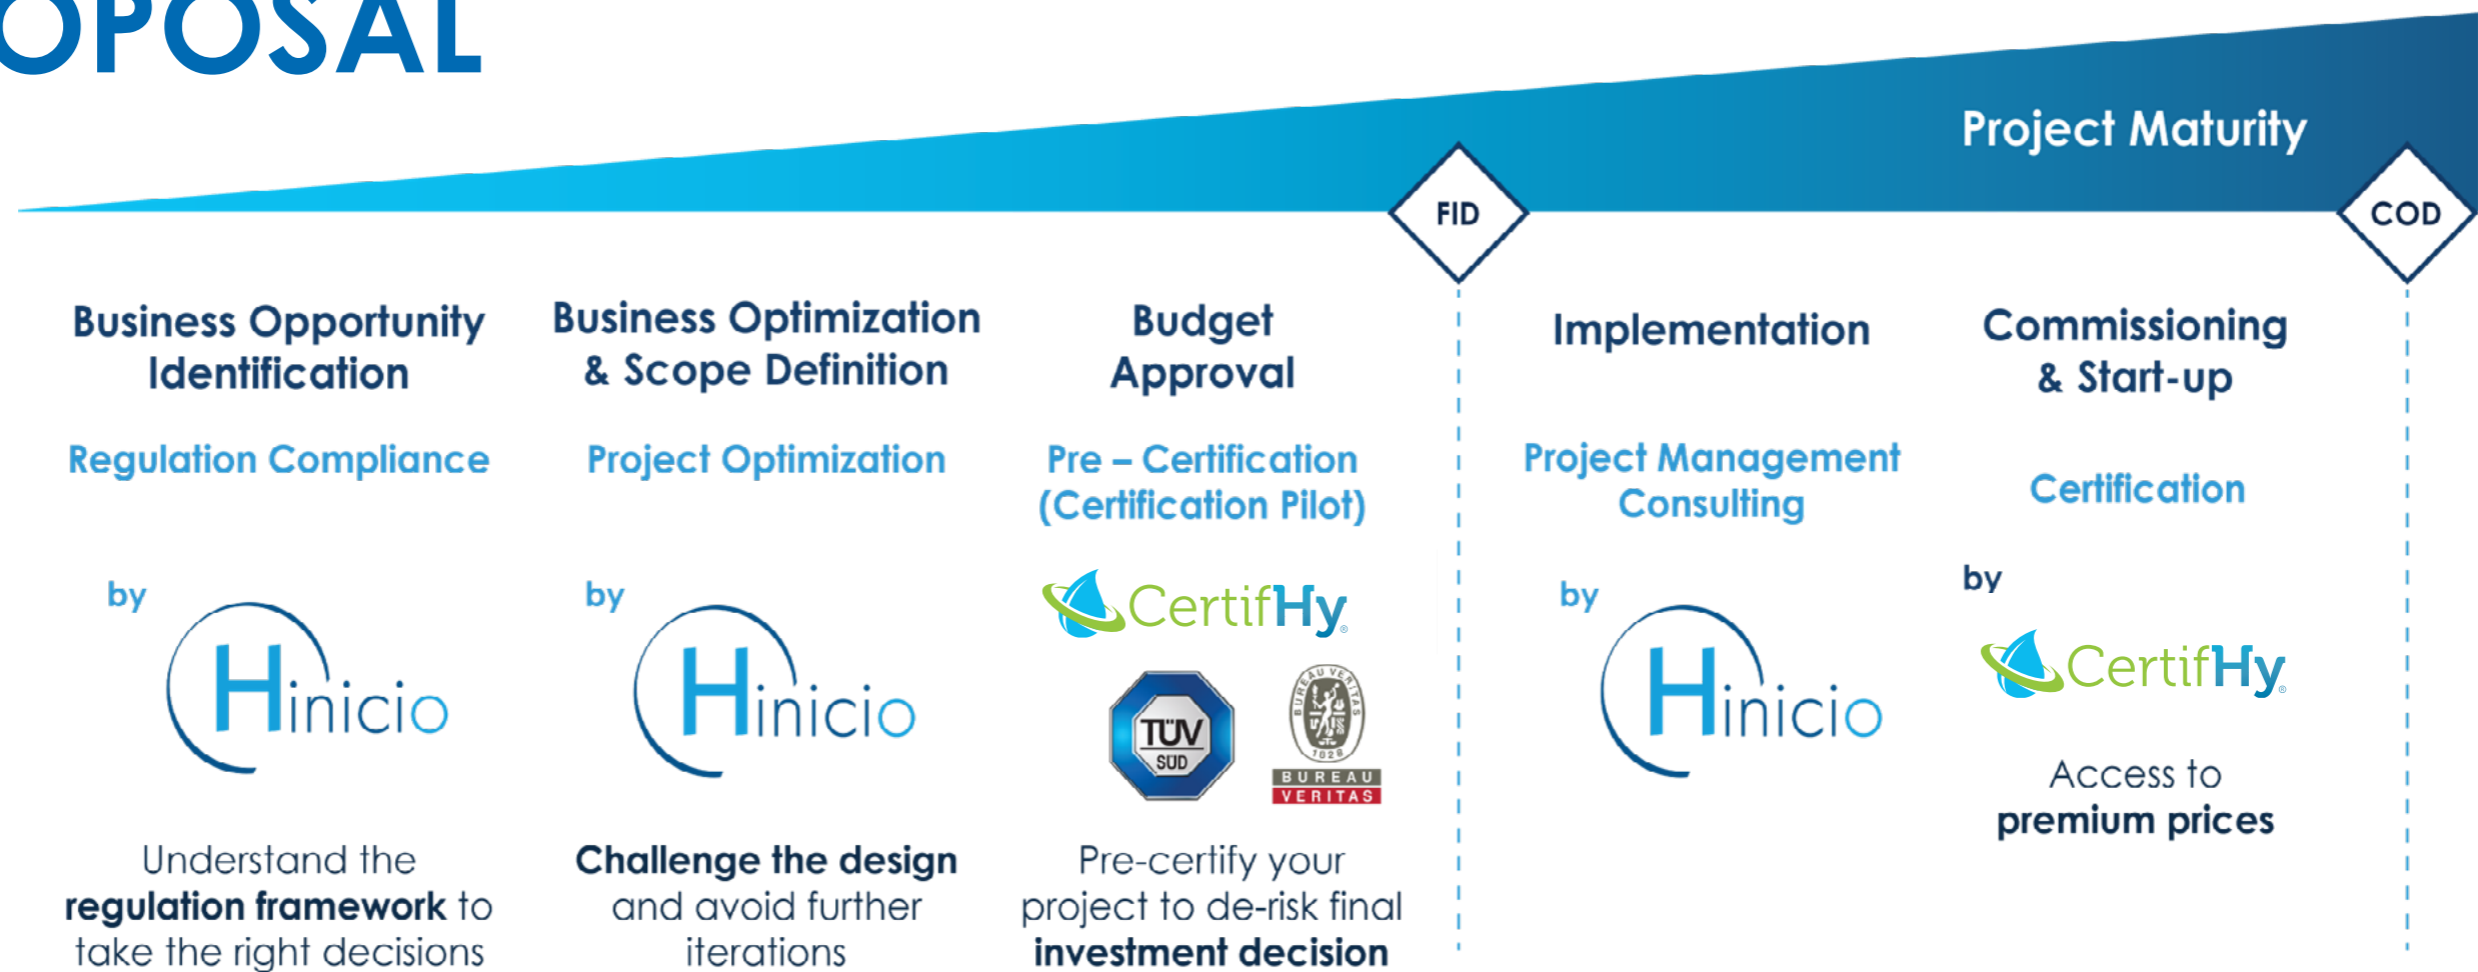 OPOSAL
Project Maturity
FID
COD
Business Opportunity
Identification
Regulation Compliance
by
Hinicio
Understand the
regulation framework to
take the right decisions
Business Optimization
& Scope Definition
Project Optimization
by
Hinicio
Challenge the design
and avoid further
iterations
Budget
Approval
Pre – Certification
(Certification Pilot)
CertifHy®
TÜV
SÜD
BUREAU VERITAS
1828
BUREAU
VERITAS
Pre-certify your
project to de-risk final
investment decision
Implementation
Project Management
Consulting
by
Hinicio
Commissioning
& Start-up
Certification
by
CertifHy®
Access to
premium prices